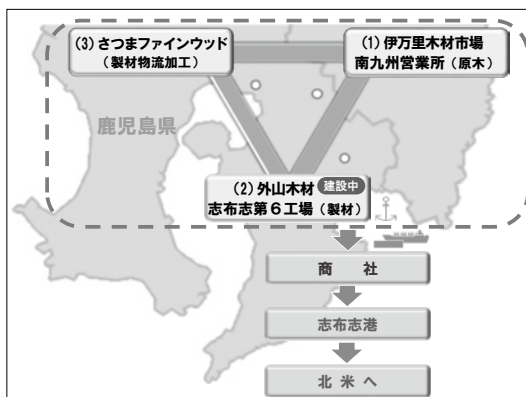 (3) さつまファインウッド
(製材物流加工)
(1) 伊万里木材市場
南九州営業所 (原木)
鹿児島県
(2) 外山木材 建設中
志布志第6工場 (製材)
商 社
志布志港
北米へ